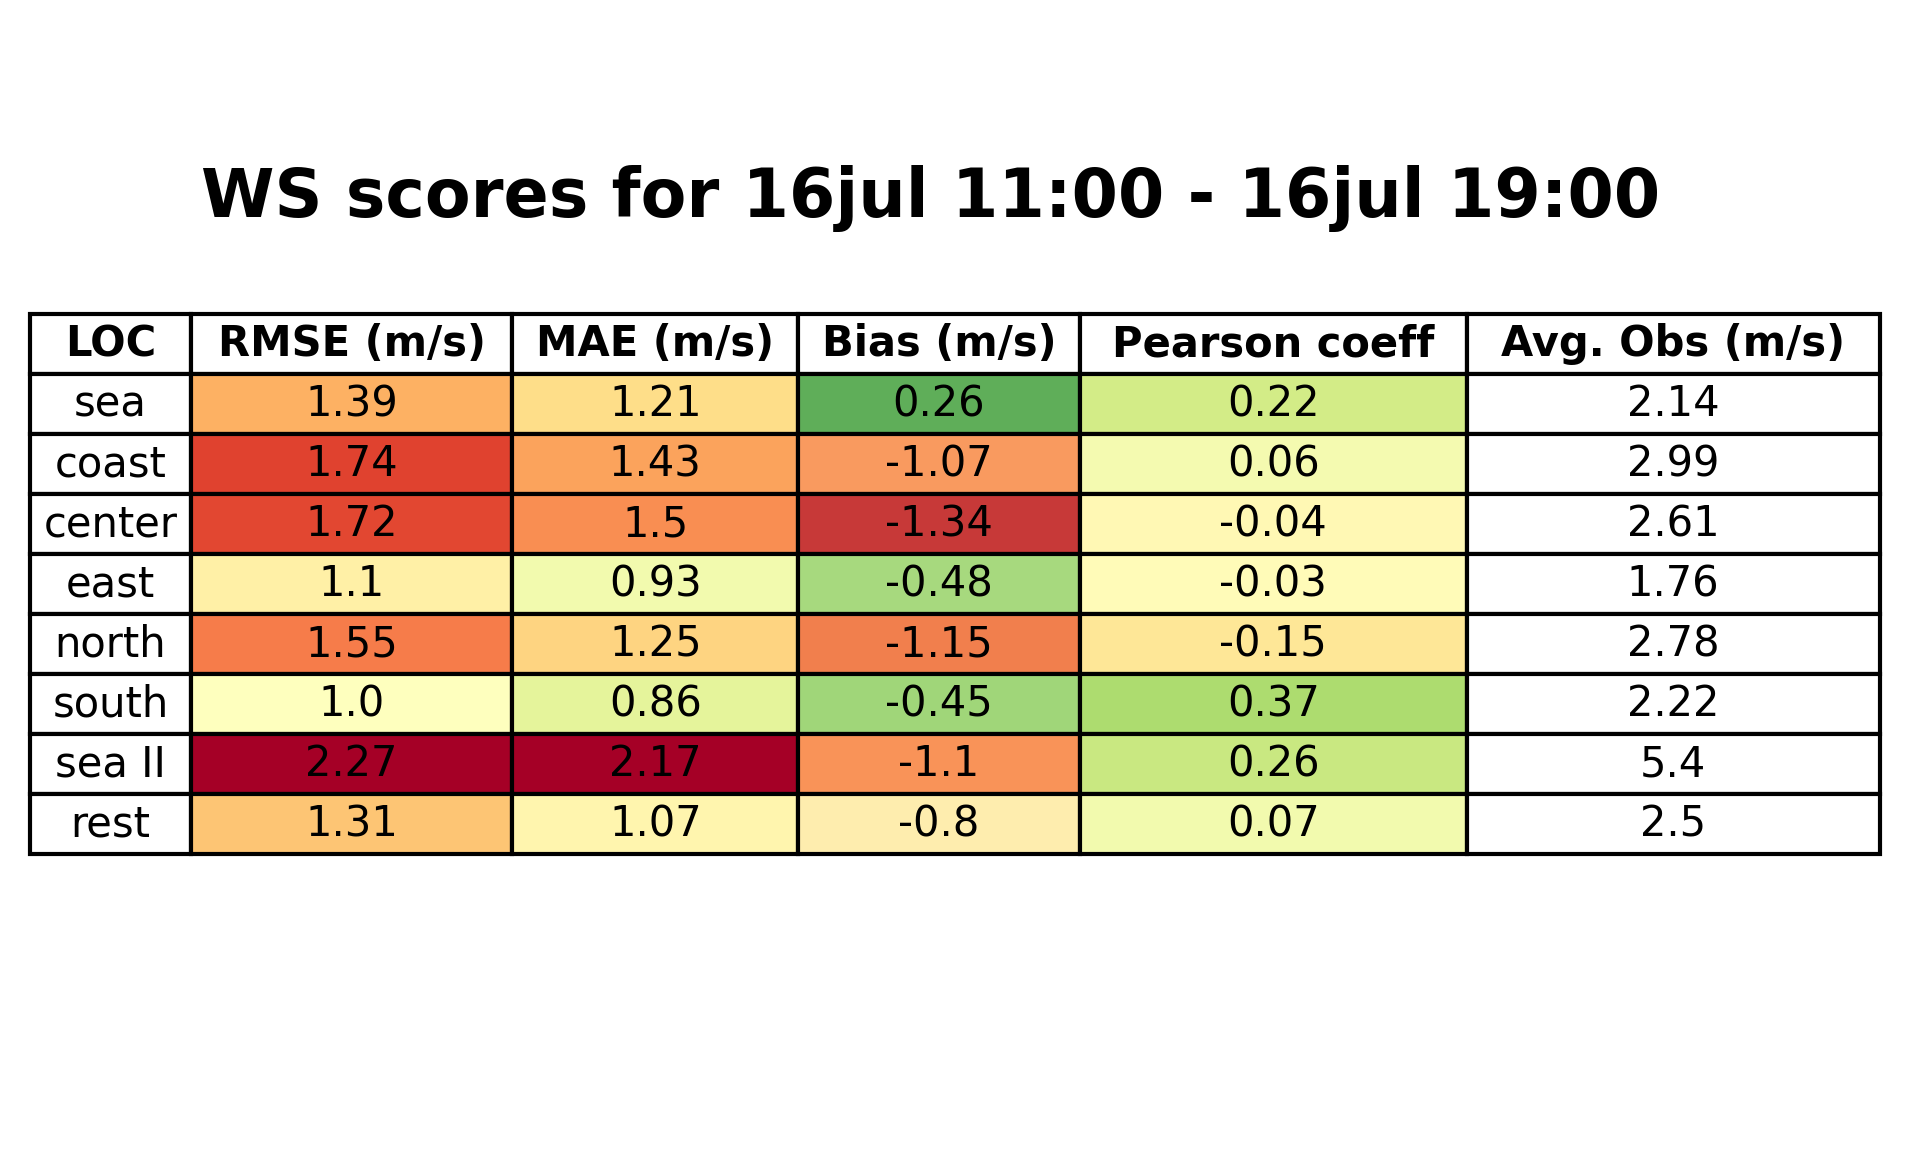 WS scores for 16jul 11:00 - 16jul 19:00
LOC RMSE (m/s) MAE (m/s) Bias (m/s) Pearson coeff Avg. Obs (m/s)
sea 1.39 1.21 0.26 0.22 2.14
coast 1.74 1.43 -1.07 0.06 2.99
center 1.72 1.5 -1.34 -0.04 2.61
east 1.1 0.93 -0.48 -0.03 1.76
north 1.55 1.25 -1.15 -0.15 2.78
south 1.0 0.86 -0.45 0.37 2.22
sea II 2.27 2.17 -1.1 0.26 5.4
rest 1.31 1.07 -0.8 0.07 2.5